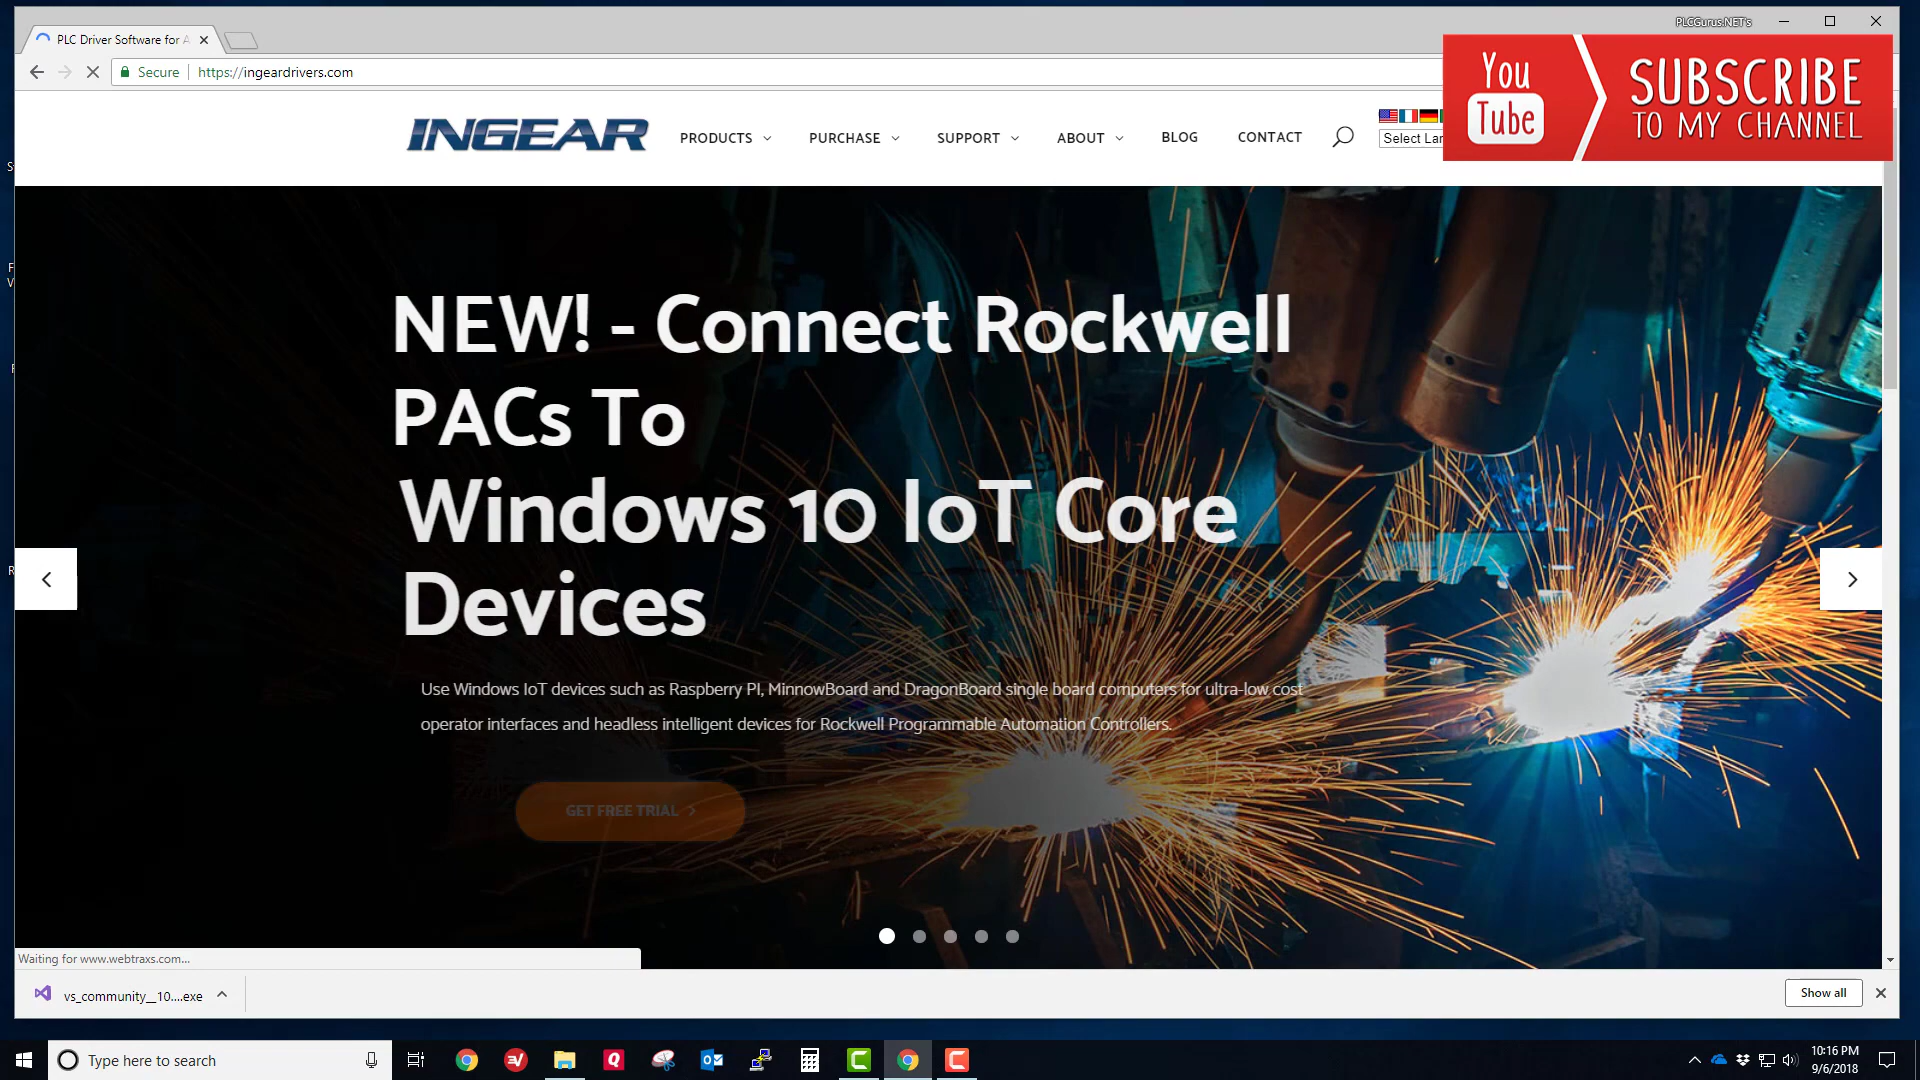 PLCGurus.NET's
PLC Driver Software for A
Secure
https://ingeardrivers.com
You
Tube
SUBSCRIBE
TO MY CHANNEL
INGEAR
PRODUCTS
PURCHASE
SUPPORT
ABOUT
BLOG
CONTACT
Select Lan
NEW! - Connect Rockwell
PACs To
Windows 10 IoT Core
Devices
Use Windows IoT devices such as Raspberry PI, MinnowBoard and DragonBoard single board computers for ultra-low cost
operator interfaces and headless intelligent devices for Rockwell Programmable Automation Controllers.
GET FREE TRIAL
Waiting for www.webtraxs.com...
vs_community__10....exe
Show all
Type here to search
10:16 PM
9/6/2018